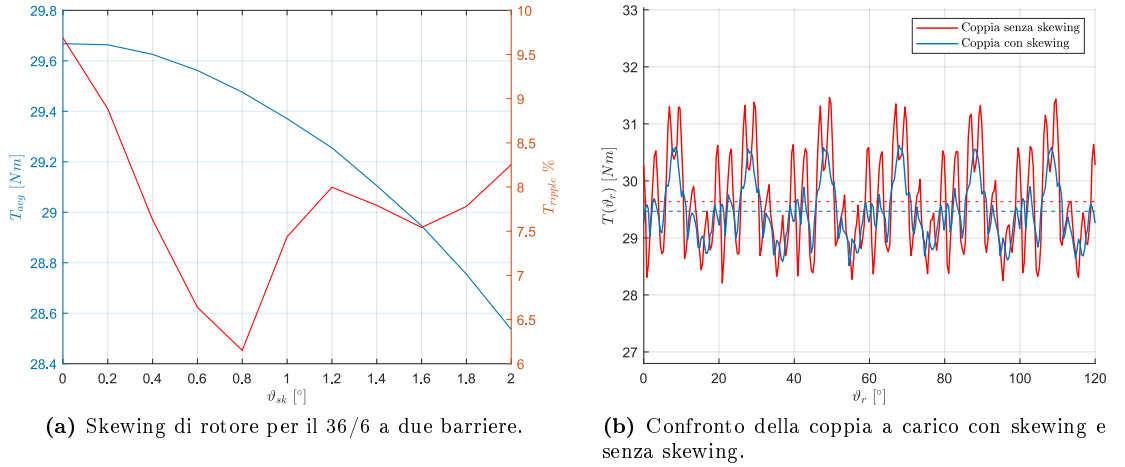 29.8
29.6
29.4
29.2
29
28.8
28.6
28.4
T_avg [Nm]
10
9.5
9
8.5
8
7.5
7
6.5
6
T_ripple %
0 0.2 0.4 0.6 0.8 1 1.2 1.4 1.6 1.8 2
ϑ_sk [°]
(a) Skewing di rotore per il 36/6 a due barriere.
33
32
31
30
29
28
27
T(ϑ_r) [Nm]
Coppia senza skewing
Coppia con skewing
0 20 40 60 80 100 120
ϑ_r [°]
(b) Confronto della coppia a carico con skewing e
senza skewing.